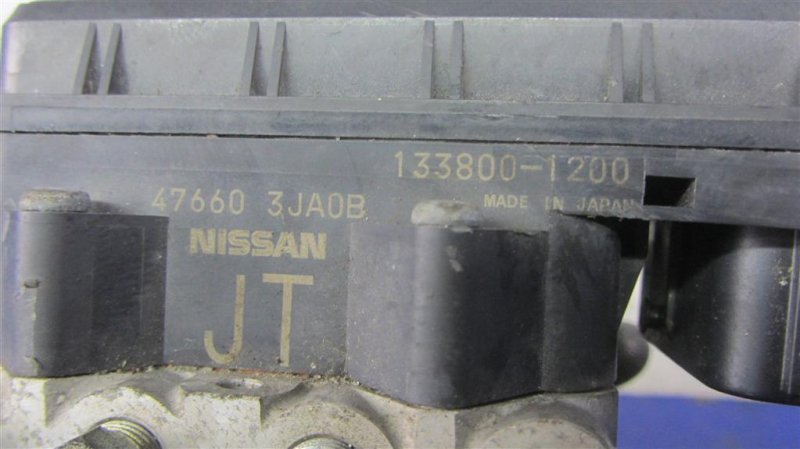 133800-1200
47660 3JA0B
MADE IN JAPAN
NISSAN
JT